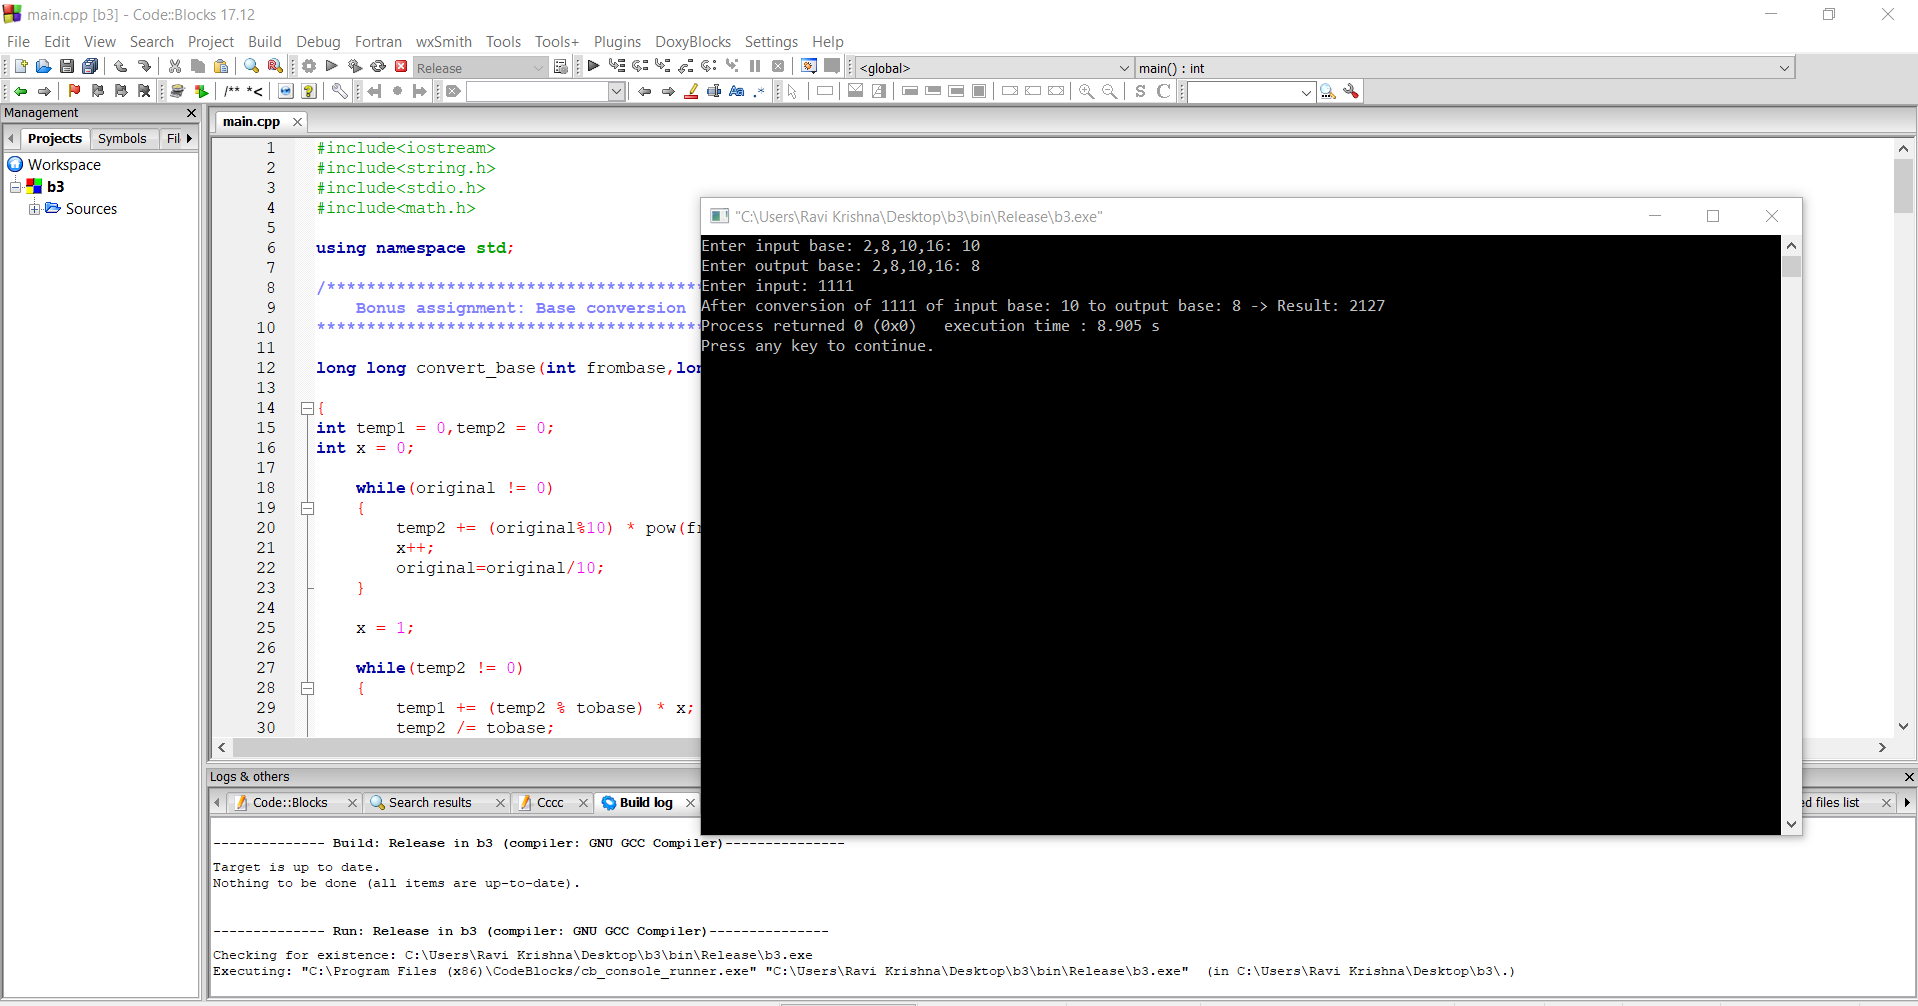 main.cpp [b3] - Code::Blocks 17.12
File Edit View Search Project Build Debug Fortran wxSmith Tools Tools+ Plugins DoxyBlocks Settings Help
Release
<global>
main() : int
/** *<
S C
Management
Projects Symbols Fil
Workspace
b3
Sources
main.cpp
1 #include<iostream>
2 #include<string.h>
3 #include<stdio.h>
4 #include<math.h>
5
6 using namespace std;
7
8 /**************************************
9 Bonus assignment: Base conversion
10 ***************************************
11
12 long long convert_base(int frombase,lon
13
14 {
15 int temp1 = 0,temp2 = 0;
16 int x = 0;
17
18 while(original != 0)
19 {
20 temp2 += (original%10) * pow(fr
21 x++;
22 original=original/10;
23 }
24
25 x = 1;
26
27 while(temp2 != 0)
28 {
29 temp1 += (temp2 % tobase) * x;
30 temp2 /= tobase;
"C:\Users\Ravi Krishna\Desktop\b3\bin\Release\b3.exe"
Enter input base: 2,8,10,16: 10
Enter output base: 2,8,10,16: 8
Enter input: 1111
After conversion of 1111 of input base: 10 to output base: 8 -> Result: 2127
Process returned 0 (0x0)   execution time : 8.905 s
Press any key to continue.
Logs & others
Code::Blocks Search results Cccc Build log ed files list
-------------- Build: Release in b3 (compiler: GNU GCC Compiler)---------------
Target is up to date.
Nothing to be done (all items are up-to-date).
-------------- Run: Release in b3 (compiler: GNU GCC Compiler)---------------
Checking for existence: C:\Users\Ravi Krishna\Desktop\b3\bin\Release\b3.exe
Executing: "C:\Program Files (x86)\CodeBlocks/cb_console_runner.exe" "C:\Users\Ravi Krishna\Desktop\b3\bin\Release\b3.exe"  (in C:\Users\Ravi Krishna\Desktop\b3\.)